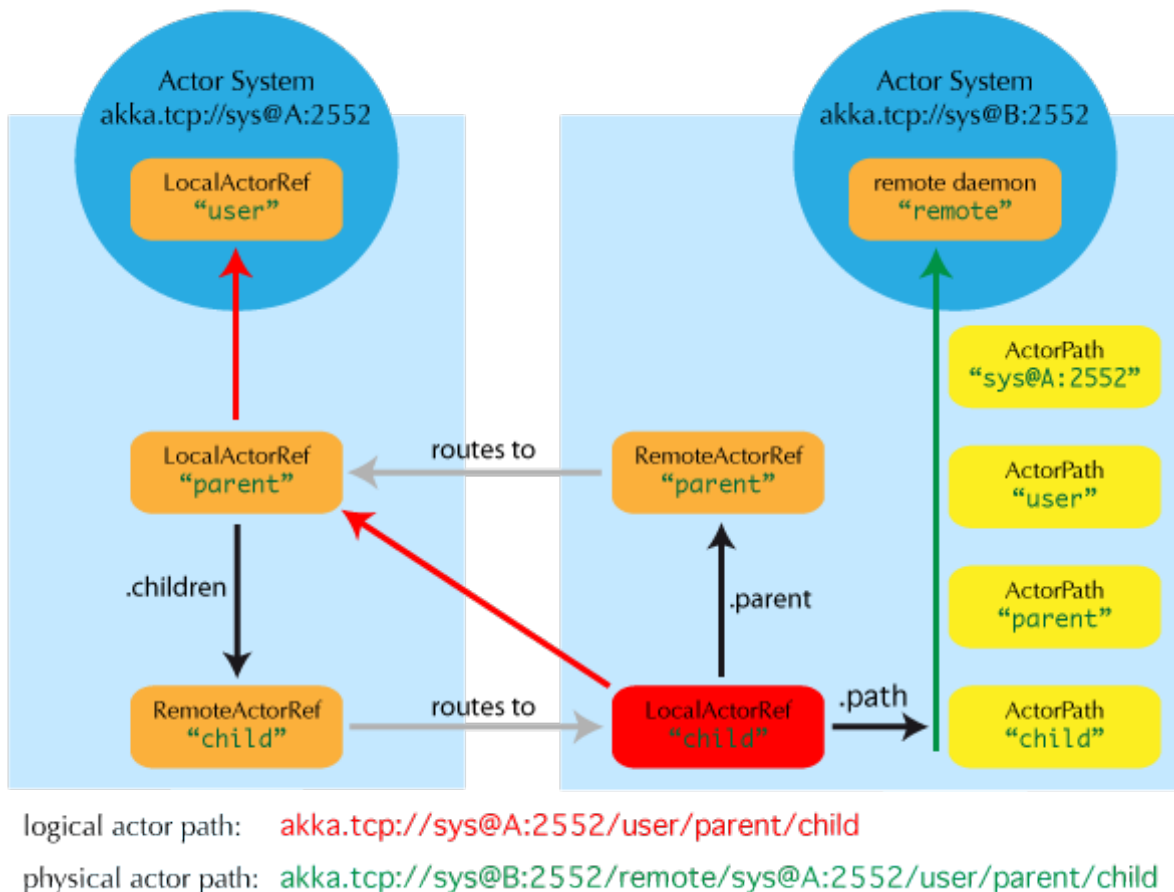 Actor System
akka.tcp://sys@A:2552
LocalActorRef
“user”
Actor System
akka.tcp://sys@B:2552
remote daemon
“remote”
ActorPath
“sys@A:2552”
LocalActorRef
“parent”
routes to
RemoteActorRef
“parent”
ActorPath
“user”
.children
.parent
ActorPath
“parent”
RemoteActorRef
“child”
routes to
LocalActorRef
“child”
.path
ActorPath
“child”
logical actor path: akka.tcp://sys@A:2552/user/parent/child
physical actor path: akka.tcp://sys@B:2552/remote/sys@A:2552/user/parent/child